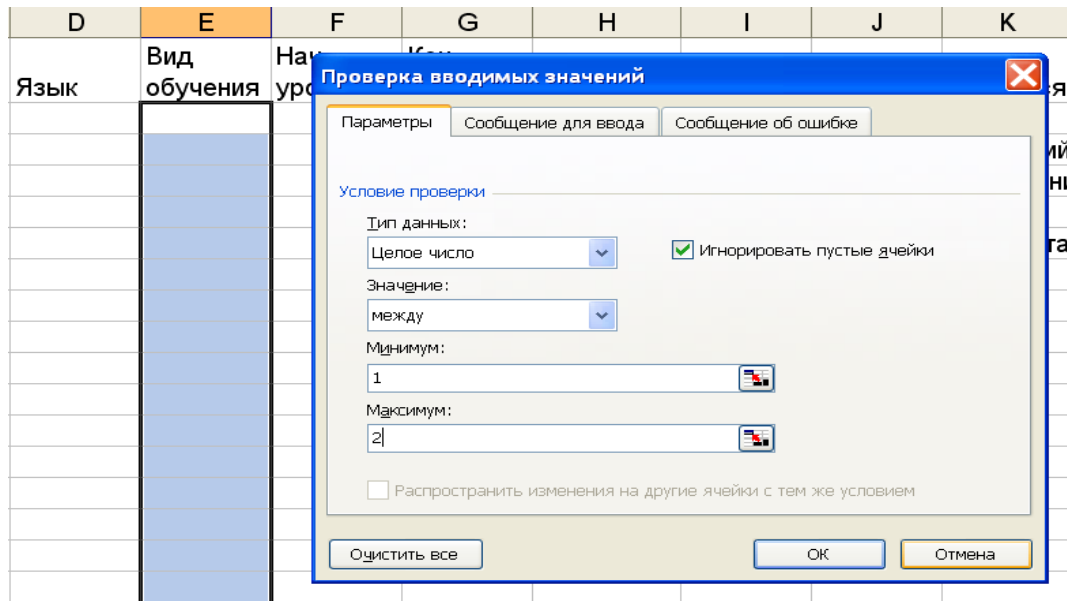 D E F G H I J K
Язык
Вид
обучения
Нач
Проверка вводимых значений
Параметры Сообщение для ввода Сообщение об ошибке
Условие проверки
Тип данных:
Целое число
Игнорировать пустые ячейки
Значение:
между
Минимум:
1
Максимум:
2
Распространить изменения на другие ячейки с тем же условием
Очистить все ОК Отмена